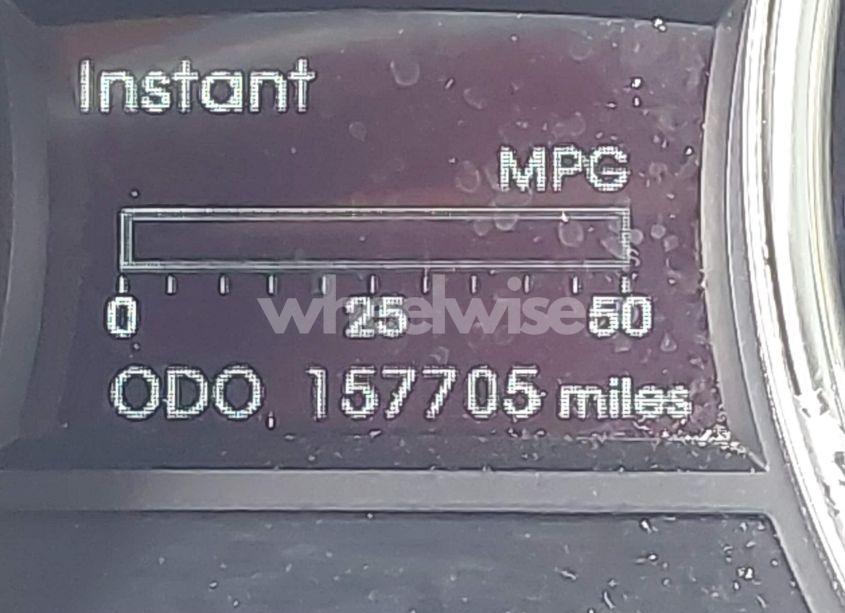 Instant
MPG
0 25 50
wheelwise
ODO 157705 miles